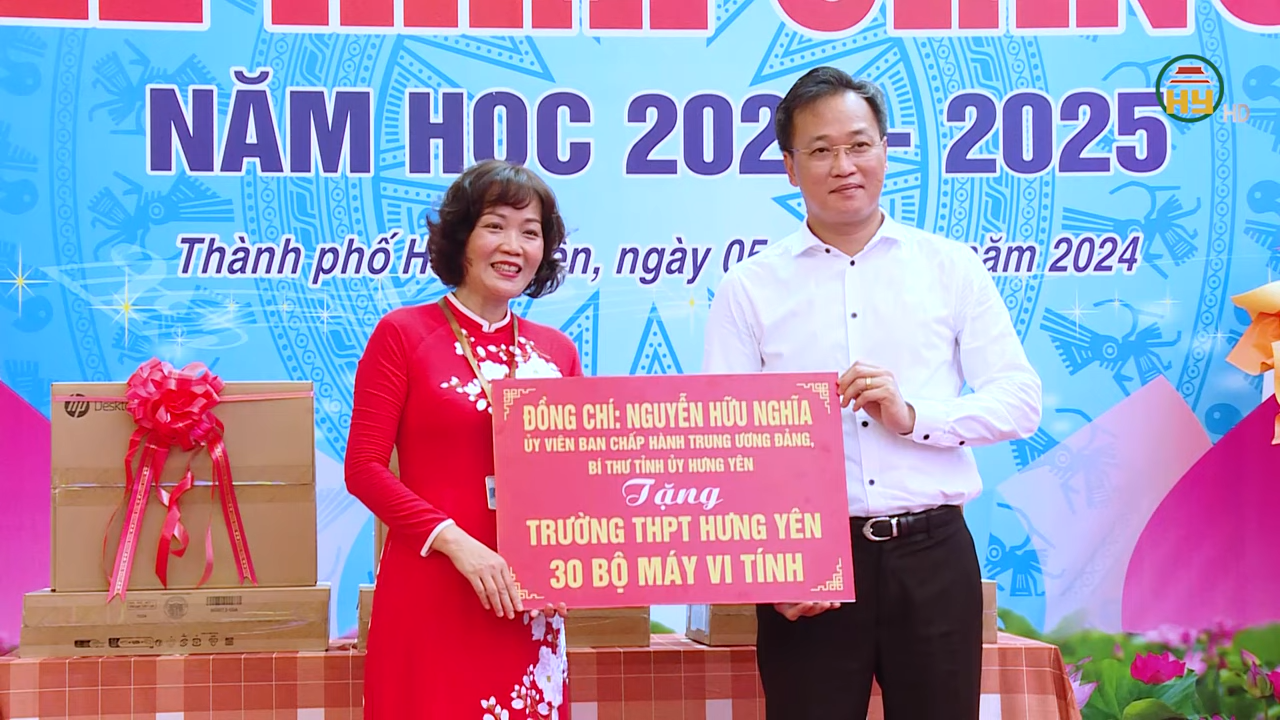 NĂM HỌC 202 - 2025
Thành phố H ên, ngày 05 ăm 2024
HY HD
hp Deskt
ĐỒNG CHÍ: NGUYỄN HỮU NGHĨA
ỦY VIÊN BAN CHẤP HÀNH TRUNG ƯƠNG ĐẢNG,
BÍ THƯ TỈNH ỦY HƯNG YÊN
Tặng
TRƯỜNG THPT HƯNG YÊN
30 BỘ MÁY VI TÍNH